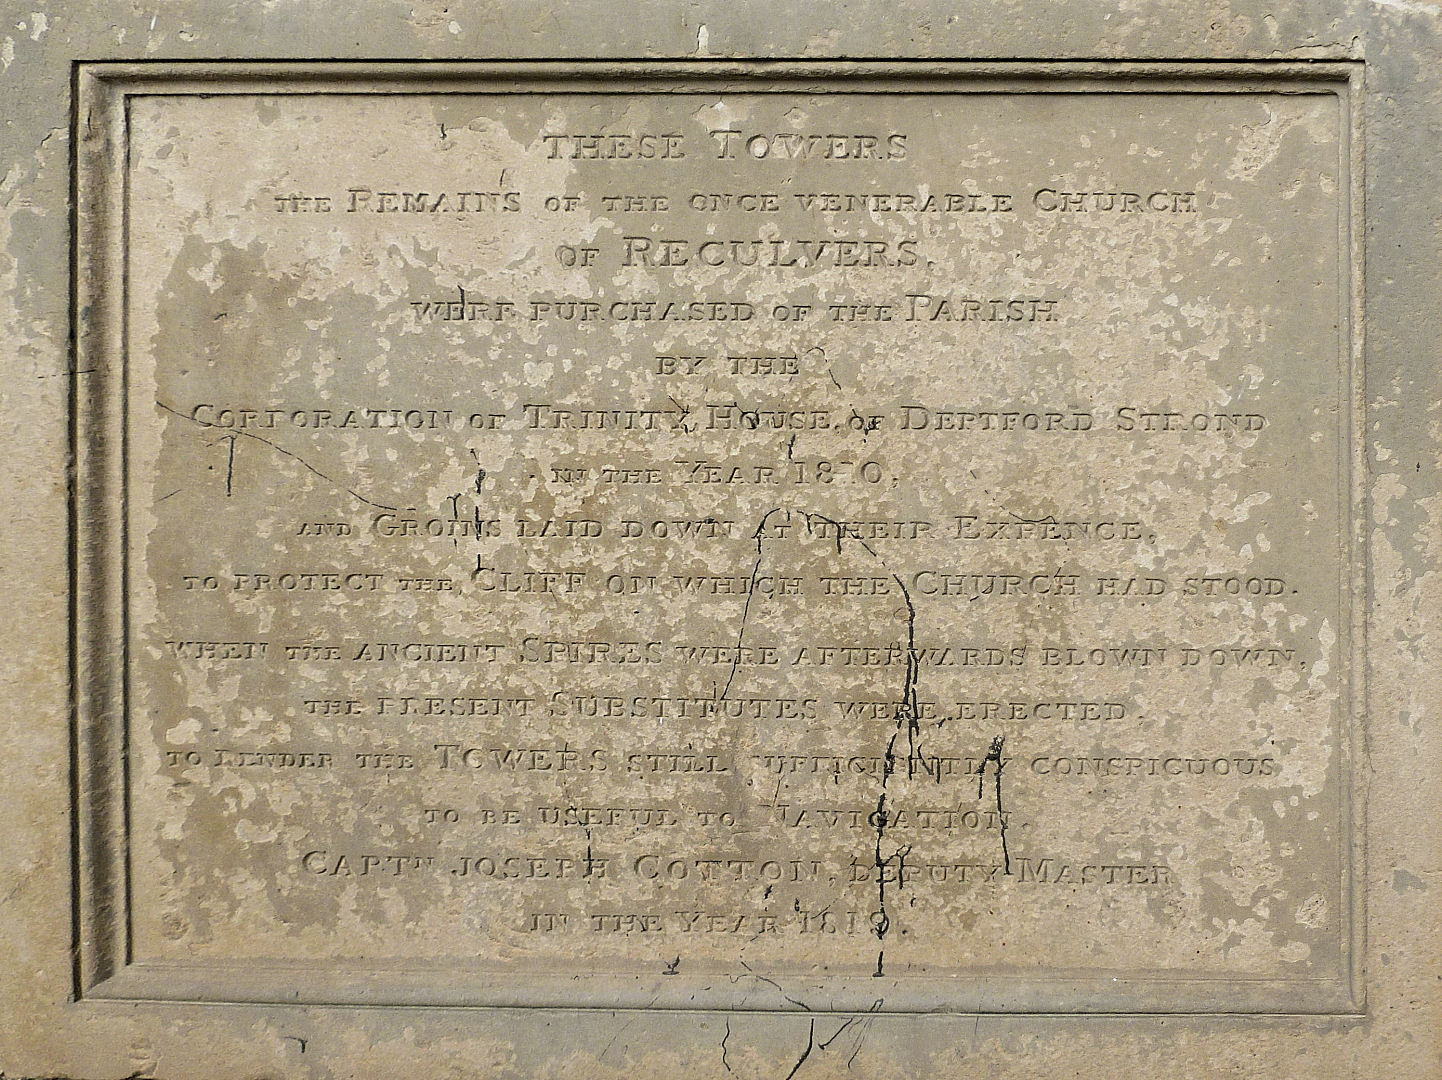 THESE TOWERS
THE REMAINS OF THE ONCE VENERABLE CHURCH
OF RECULVERS,
WERE PURCHASED OF THE PARISH
BY THE
CORPORATION OF TRINITY HOUSE, OF DEPTFORD STROND
IN THE YEAR 1810,
AND GROINS LAID DOWN AT THEIR EXPENCE,
TO PROTECT THE, CLIFF ON WHICH THE CHURCH HAD STOOD.
WHEN THE ANCIENT SPIRES WERE AFTERWARDS BLOWN DOWN,
THE PRESENT SUBSTITUTES WERE ERECTED,
TO RENDER THE TOWERS STILL SUFFICIENTLY CONSPICUOUS
TO BE USEFUL TO NAVIGATION.
CAPTN JOSEPH COTTON, DEPUTY MASTER
IN THE YEAR 1819.